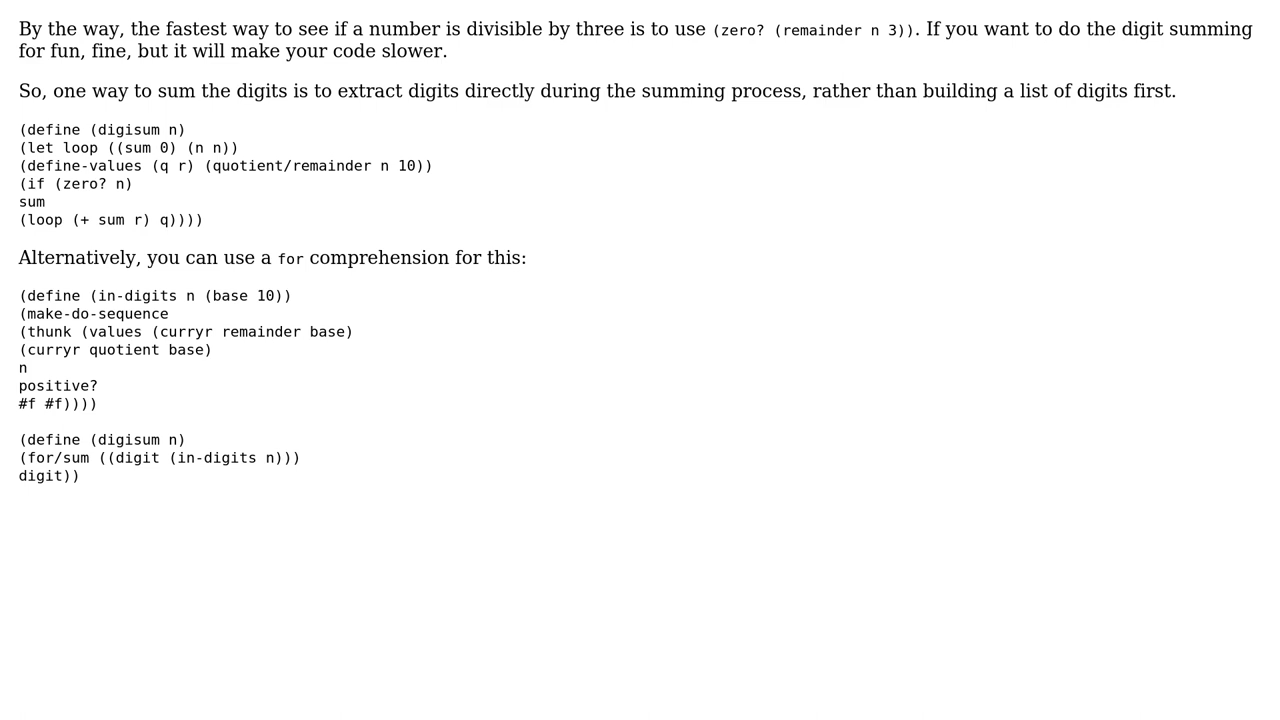 By the way, the fastest way to see if a number is divisible by three is to use (zero? (remainder n 3)). If you want to do the digit summing
for fun, fine, but it will make your code slower.
So, one way to sum the digits is to extract digits directly during the summing process, rather than building a list of digits first.
(define (digisum n)
(let loop ((sum 0) (n n))
(define-values (q r) (quotient/remainder n 10))
(if (zero? n)
sum
(loop (+ sum r) q))))
Alternatively, you can use a for comprehension for this:
(define (in-digits n (base 10))
(make-do-sequence
(thunk (values (curryr remainder base)
(curryr quotient base)
n
positive?
#f #f))))
(define (digisum n)
(for/sum ((digit (in-digits n)))
digit))